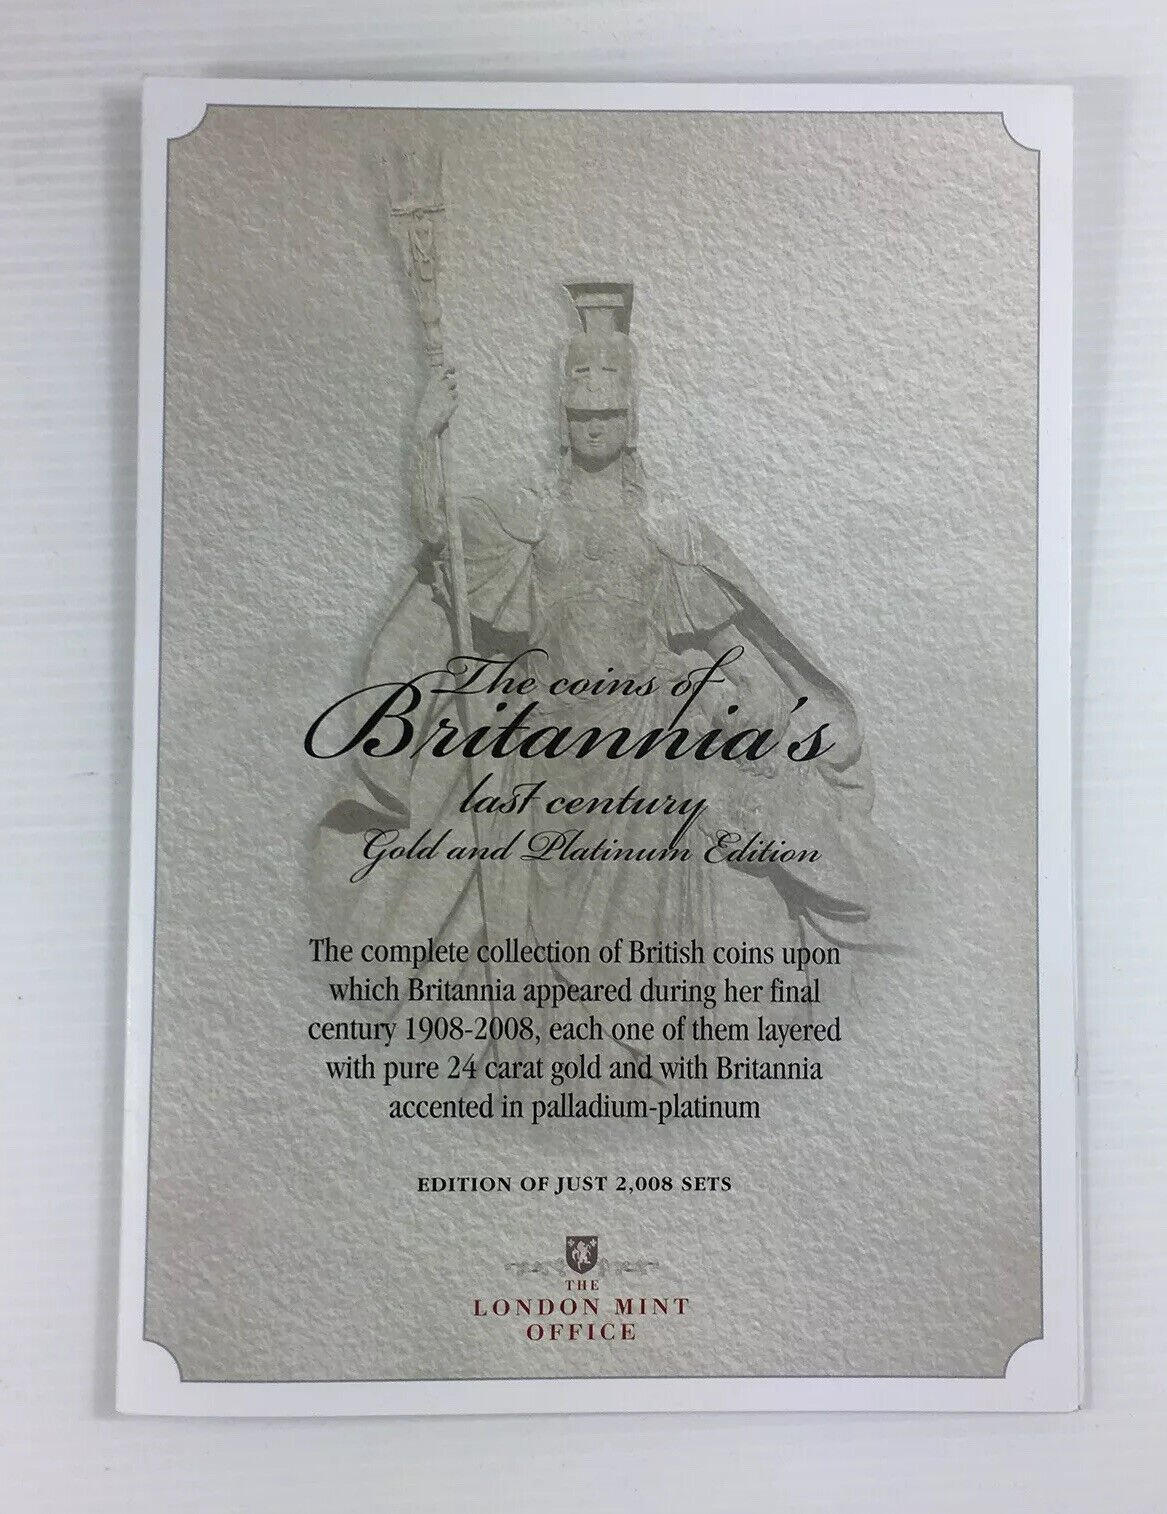 The coins of
Britannia's
last century
Gold and Platinum Edition
The complete collection of British coins upon
which Britannia appeared during her final
century 1908-2008, each one of them layered
with pure 24 carat gold and with Britannia
accented in palladium-platinum
EDITION OF JUST 2,008 SETS
THE
LONDON MINT
OFFICE